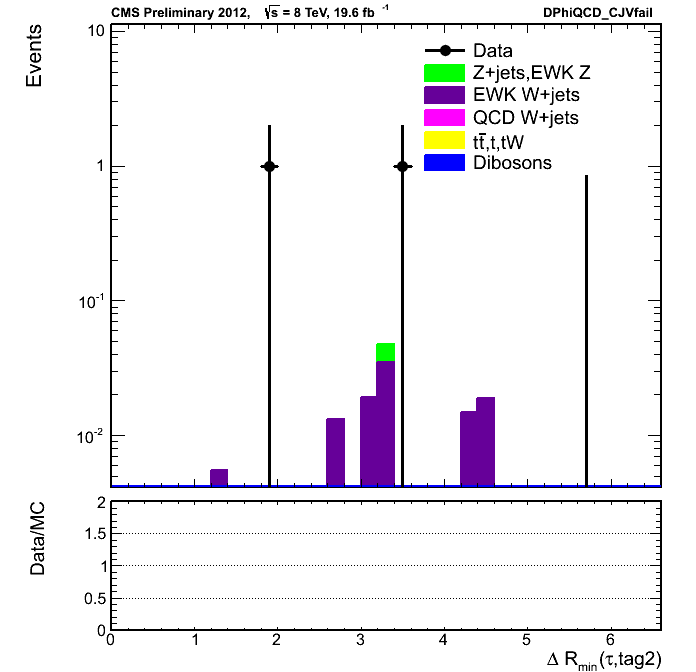 CMS Preliminary 2012, √s = 8 TeV, 19.6 fb⁻¹ DPhiQCD_CJVfail
Events
10
1
10⁻¹
10⁻²
Data
Z+jets,EWK Z
EWK W+jets
QCD W+jets
tt̄,t,tW
Dibosons
Data/MC
2
1.5
1
0.5
0
0 1 2 3 4 5 6
Δ R_min(τ,tag2)